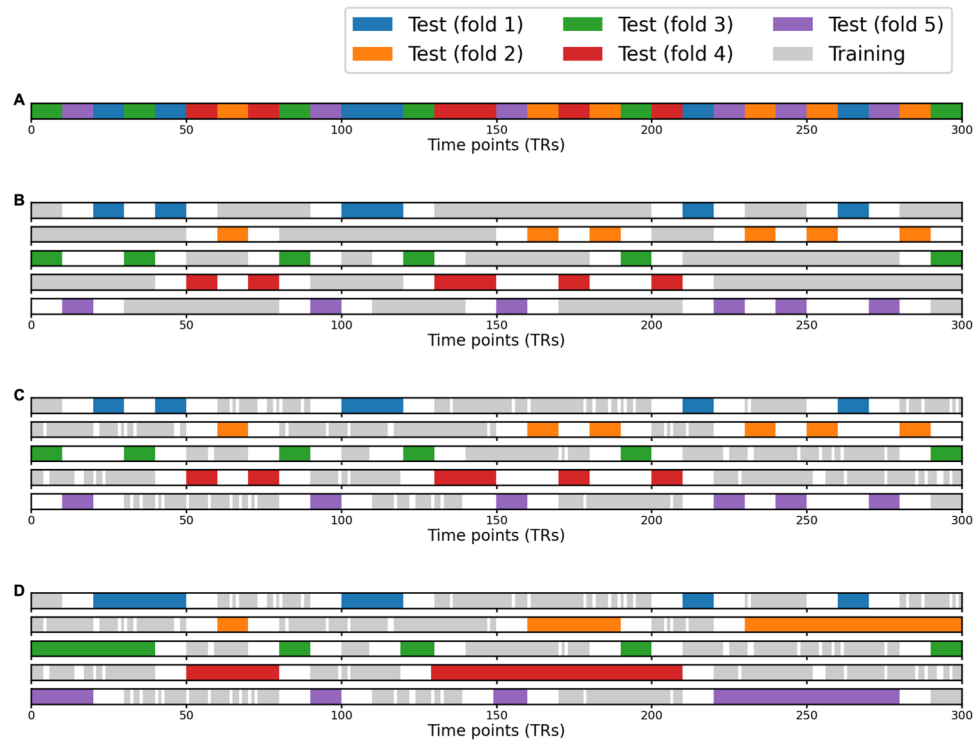 Test (fold 1) Test (fold 3) Test (fold 5)
Test (fold 2) Test (fold 4) Training
A
0 50 100 150 200 250 300
Time points (TRs)
B
0 50 100 150 200 250 300
Time points (TRs)
C
0 50 100 150 200 250 300
Time points (TRs)
D
0 50 100 150 200 250 300
Time points (TRs)